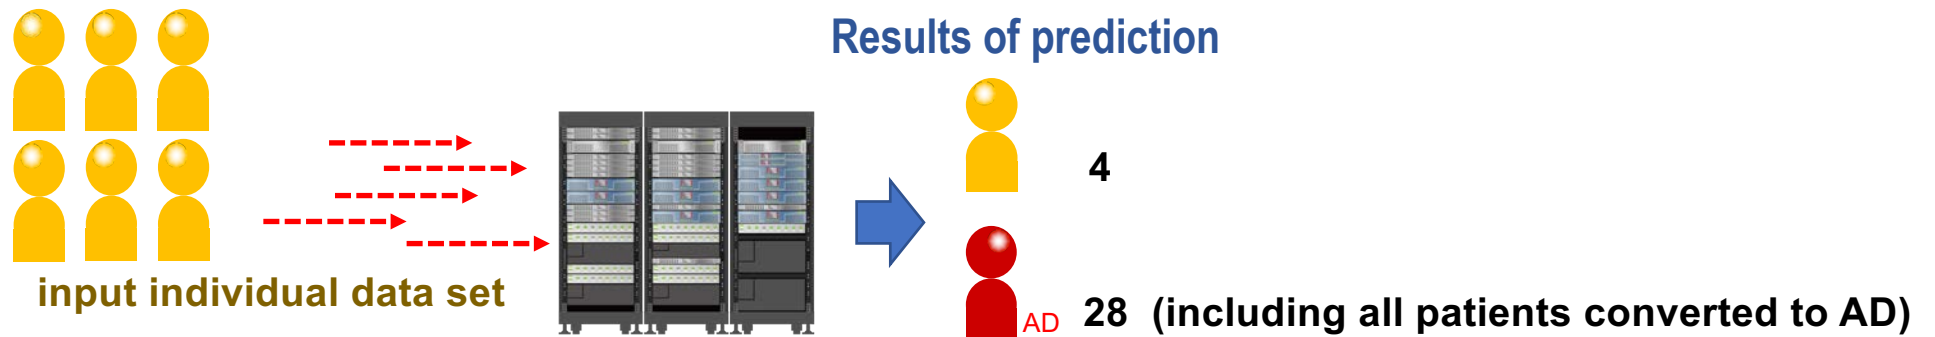 Results of prediction
4
input individual data set
AD 28 (including all patients converted to AD)